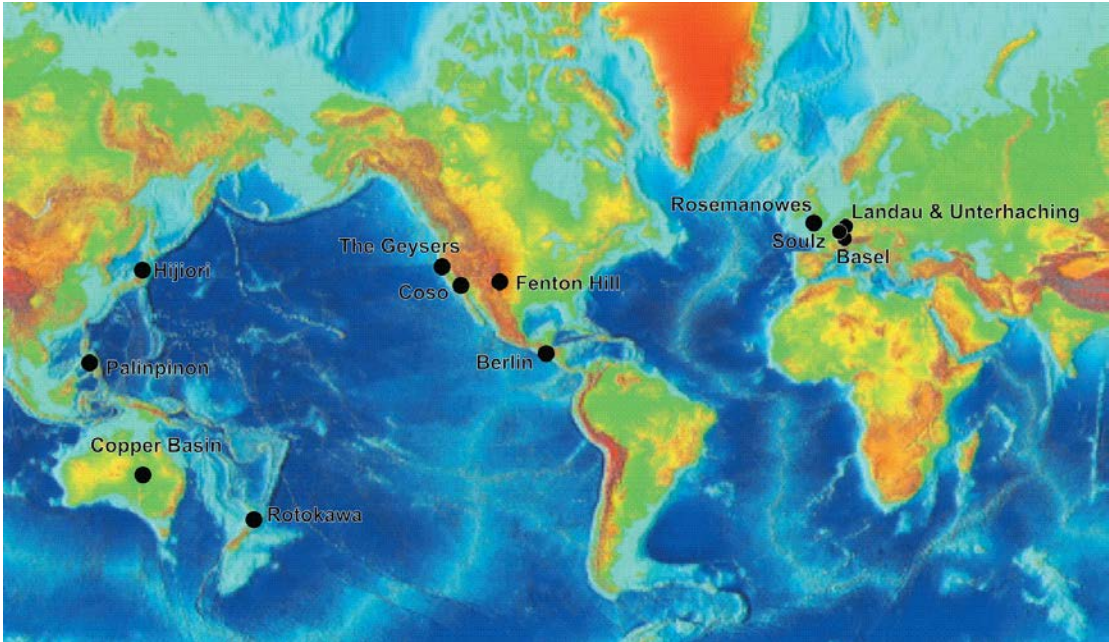 Rosemanowes
Landau & Unterhaching
Soulz
Basel
The Geysers
Hijiori
Coso
Fenton Hill
Berlin
Palinpinon
Copper Basin
Rotokawa